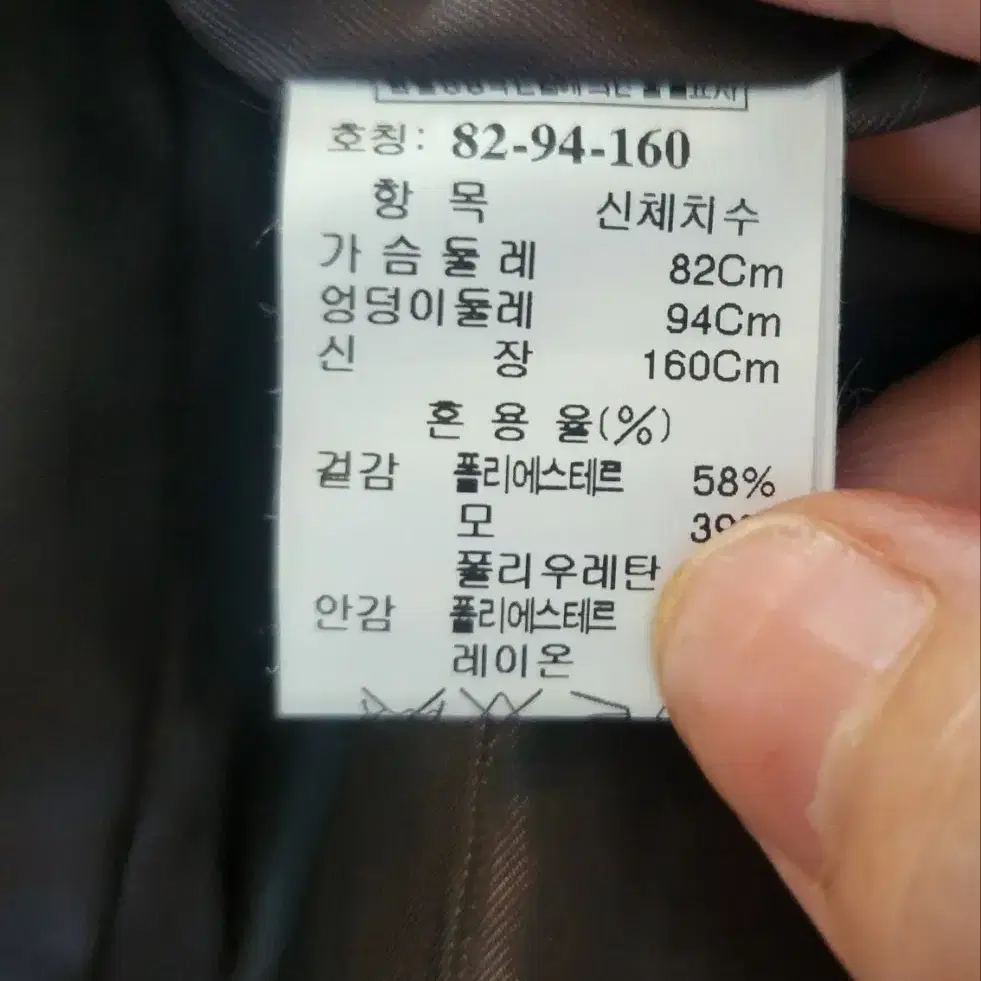 호칭: 82-94-160
항 목 신체치수
가 슴 둘 레 82Cm
엉덩이둘레 94Cm
신 장 160Cm
혼 용 율(%)
겉감 폴리에스테르 58%
모
폴리우레탄
안감 폴리에스테르
레이온